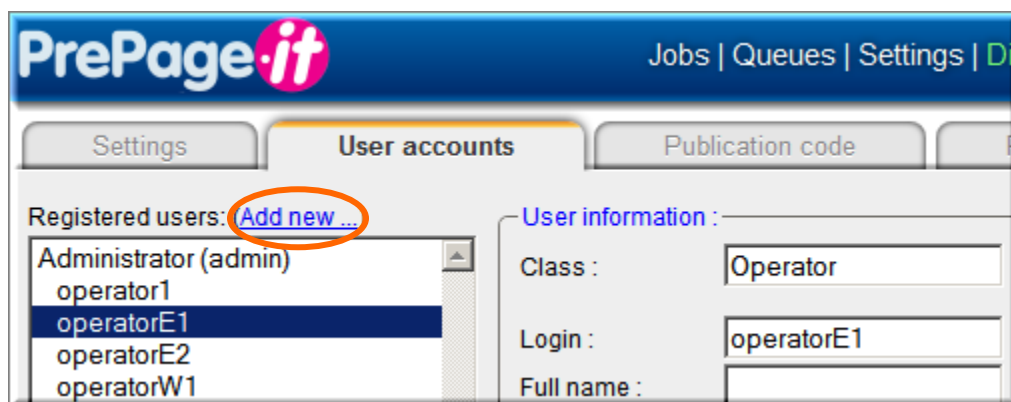 PrePage-it
Jobs | Queues | Settings |
Settings
User accounts
Publication code
Registered users: (Add new ...
User information :
Administrator (admin)
operator1
operatorE1
operatorE2
operatorW1
Class :
Operator
Login :
operatorE1
Full name :